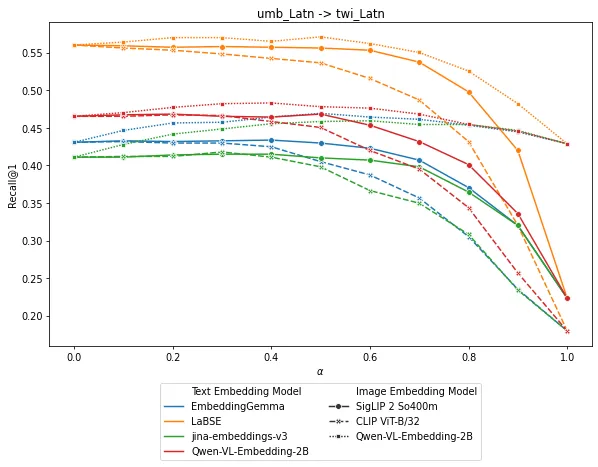 umb_Latn -> twi_Latn
Recall@1
0.55
0.50
0.45
0.40
0.35
0.30
0.25
0.20
0.0 0.2 0.4 0.6 0.8 1.0
α
Text Embedding Model
EmbeddingGemma
LaBSE
jina-embeddings-v3
Qwen-VL-Embedding-2B
Image Embedding Model
SigLIP 2 So400m
CLIP ViT-B/32
Qwen-VL-Embedding-2B